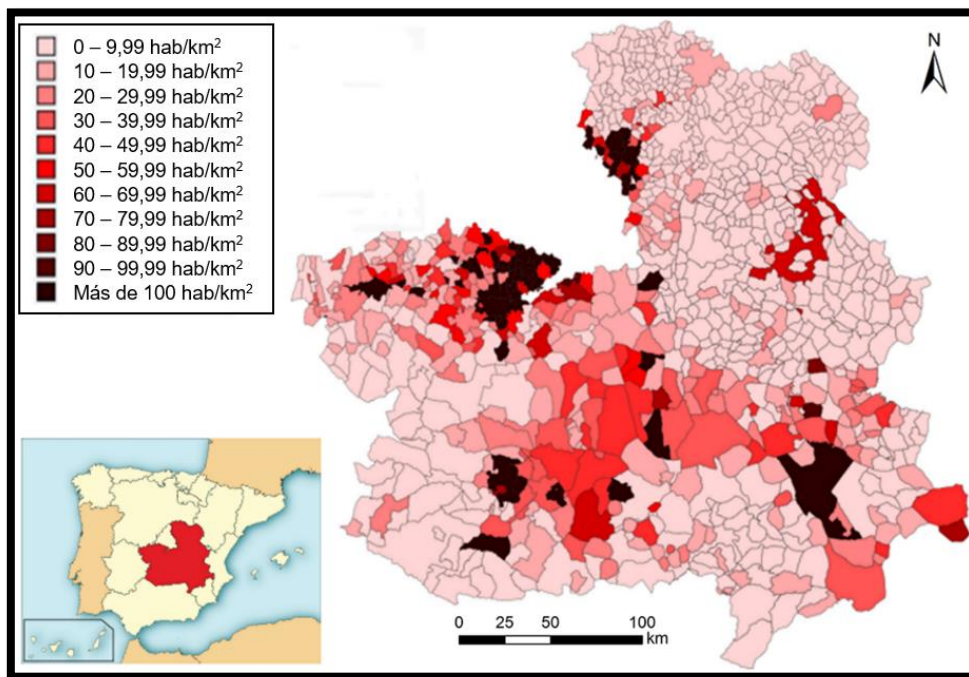 0 – 9,99 hab/km²
10 – 19,99 hab/km²
20 – 29,99 hab/km²
30 – 39,99 hab/km²
40 – 49,99 hab/km²
50 – 59,99 hab/km²
60 – 69,99 hab/km²
70 – 79,99 hab/km²
80 – 89,99 hab/km²
90 – 99,99 hab/km²
Más de 100 hab/km²
N
0 25 50 100
km